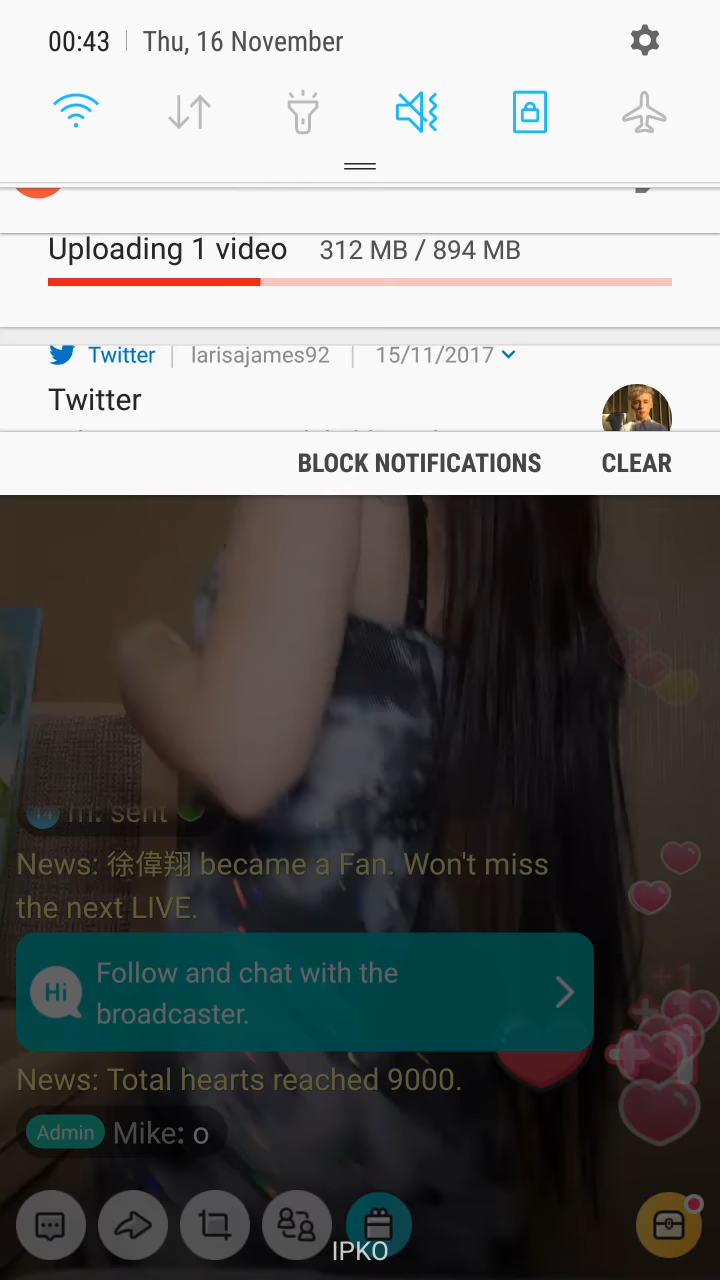 00:43 Thu, 16 November
Uploading 1 video 312 MB / 894 MB
Twitter larisajames92 15/11/2017
Twitter
BLOCK NOTIFICATIONS CLEAR
14 m: sent
News: 徐偉翔 became a Fan. Won't miss
the next LIVE.
Hi Follow and chat with the
broadcaster.
+1
News: Total hearts reached 9000.
Admin Mike: o
IPKO